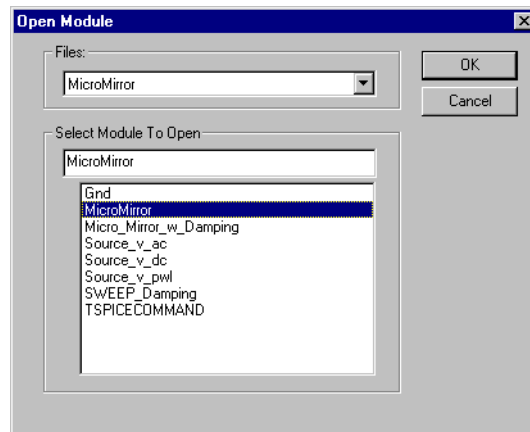 Open Module
Files:
MicroMirror
OK
Cancel
Select Module To Open
MicroMirror
Gnd
MicroMirror
Micro_Mirror_w_Damping
Source_v_ac
Source_v_dc
Source_v_pwl
SWEEP_Damping
TSPICECOMMAND